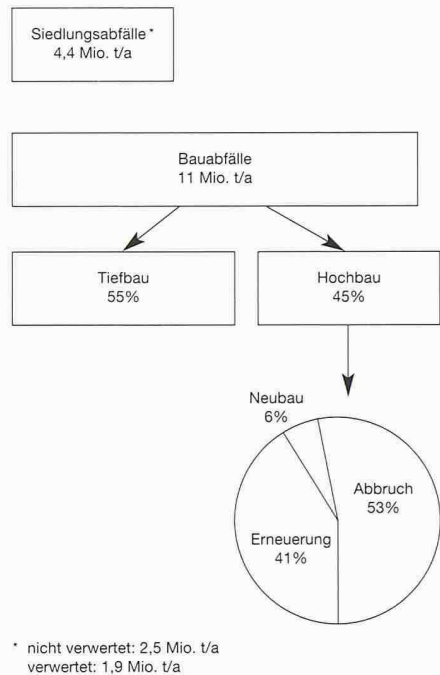 Siedlungsabfälle *
4,4 Mio. t/a
Bauabfälle
11 Mio. t/a
Tiefbau
55%
Hochbau
45%
Neubau
6%
Abbruch
53%
Erneuerung
41%
* nicht verwertet: 2,5 Mio. t/a
verwertet: 1,9 Mio. t/a